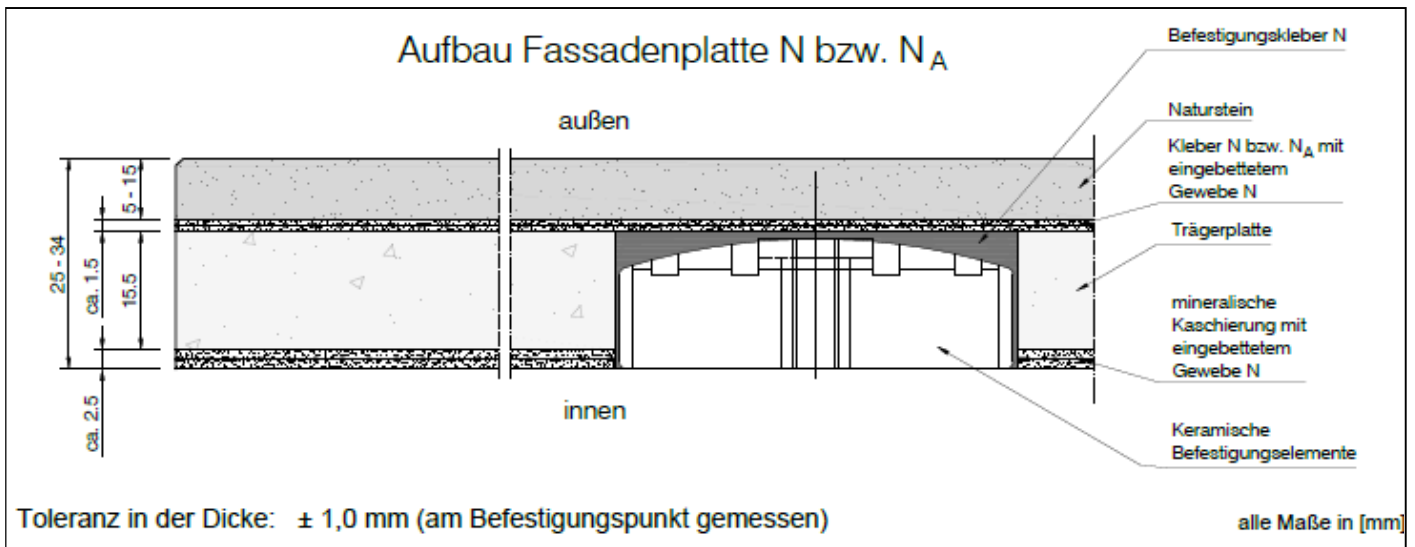 Aufbau Fassadenplatte N bzw. N A
außen
Befestigungskleber N
Naturstein
Kleber N bzw. N A mit
eingebettetem
Gewebe N
Trägerplatte
mineralische
Kaschierung mit
eingebettetem
Gewebe N
Keramische
Befestigungselemente
25 - 34
5 - 15
ca. 1.5
15.5
ca. 2.5
innen
Toleranz in der Dicke: ± 1,0 mm (am Befestigungspunkt gemessen)
alle Maße in [mm]